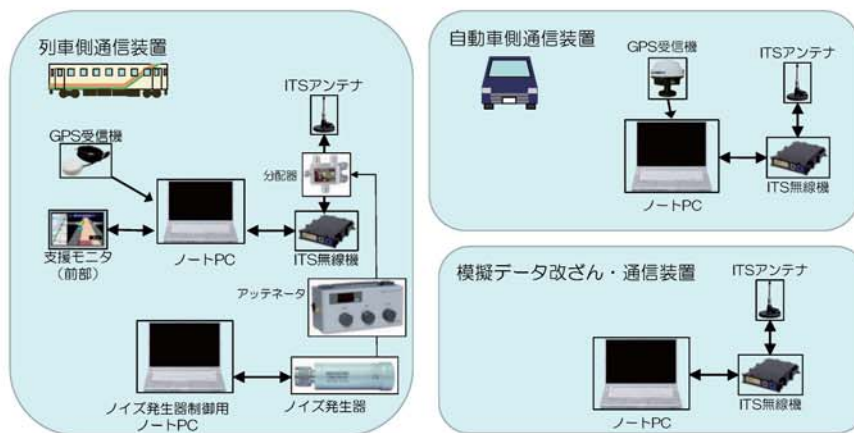 列車側通信装置
ITSアンテナ
GPS受信機
分配器
支援モニタ
(前部)
ノートPC
ITS無線機
アッテネータ
ノイズ発生器制御用
ノートPC
ノイズ発生器
自動車側通信装置
GPS受信機
ITSアンテナ
ノートPC
ITS無線機
模擬データ改ざん・通信装置
ITSアンテナ
ノートPC
ITS無線機